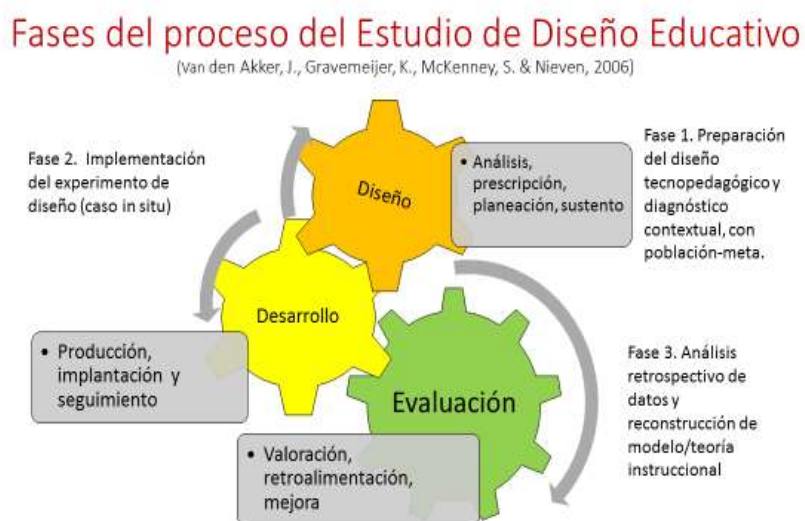 Fases del proceso del Estudio de Diseño Educativo
(Van den Akker, J., Gravemeijer, K., McKenney, S. & Nieven, 2006)
Fase 2. Implementación
del experimento de
diseño (caso in situ)
Diseño
• Análisis,
prescripción,
planeación, sustento
Fase 1. Preparación
del diseño
tecnopedagógico y
diagnóstico
contextual, con
población-meta.
Desarrollo
• Producción,
implantación y
seguimiento
Evaluación
• Valoración,
retroalimentación,
mejora
Fase 3. Análisis
retrospectivo de
datos y
reconstrucción de
modelo/teoría
instruccional